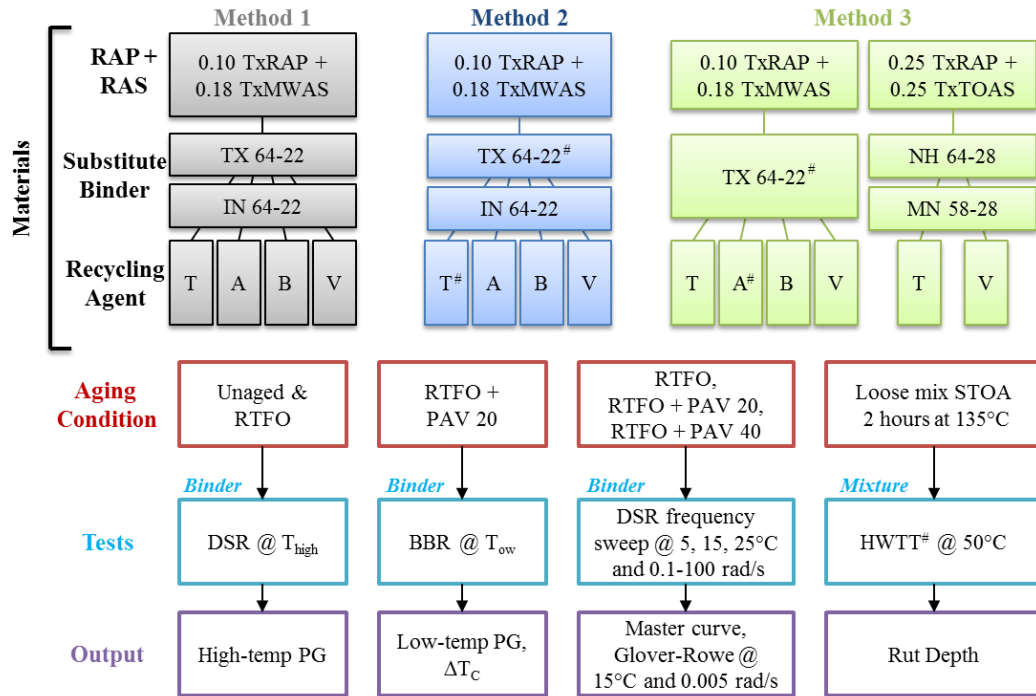 Method 1
Method 2
Method 3
Materials
RAP +
RAS
0.10 TxRAP +
0.18 TxMWAS
0.10 TxRAP +
0.18 TxMWAS
0.10 TxRAP +
0.18 TxMWAS
0.25 TxRAP +
0.25 TxTOAS
Substitute
Binder
TX 64-22
IN 64-22
TX 64-22#
IN 64-22
TX 64-22#
NH 64-28
MN 58-28
Recycling
Agent
T
A
B
V
T#
A
B
V
T
A#
B
V
T
V
Aging
Condition
Unaged &
RTFO
RTFO +
PAV 20
RTFO,
RTFO + PAV 20,
RTFO + PAV 40
Loose mix STOA
2 hours at 135°C
Binder
Binder
Binder
Mixture
Tests
DSR @ Thigh
BBR @ Tow
DSR frequency
sweep @ 5, 15, 25°C
and 0.1-100 rad/s
HWTT# @ 50°C
Output
High-temp PG
Low-temp PG,
ΔTC
Master curve,
Glover-Rowe @
15°C and 0.005 rad/s
Rut Depth